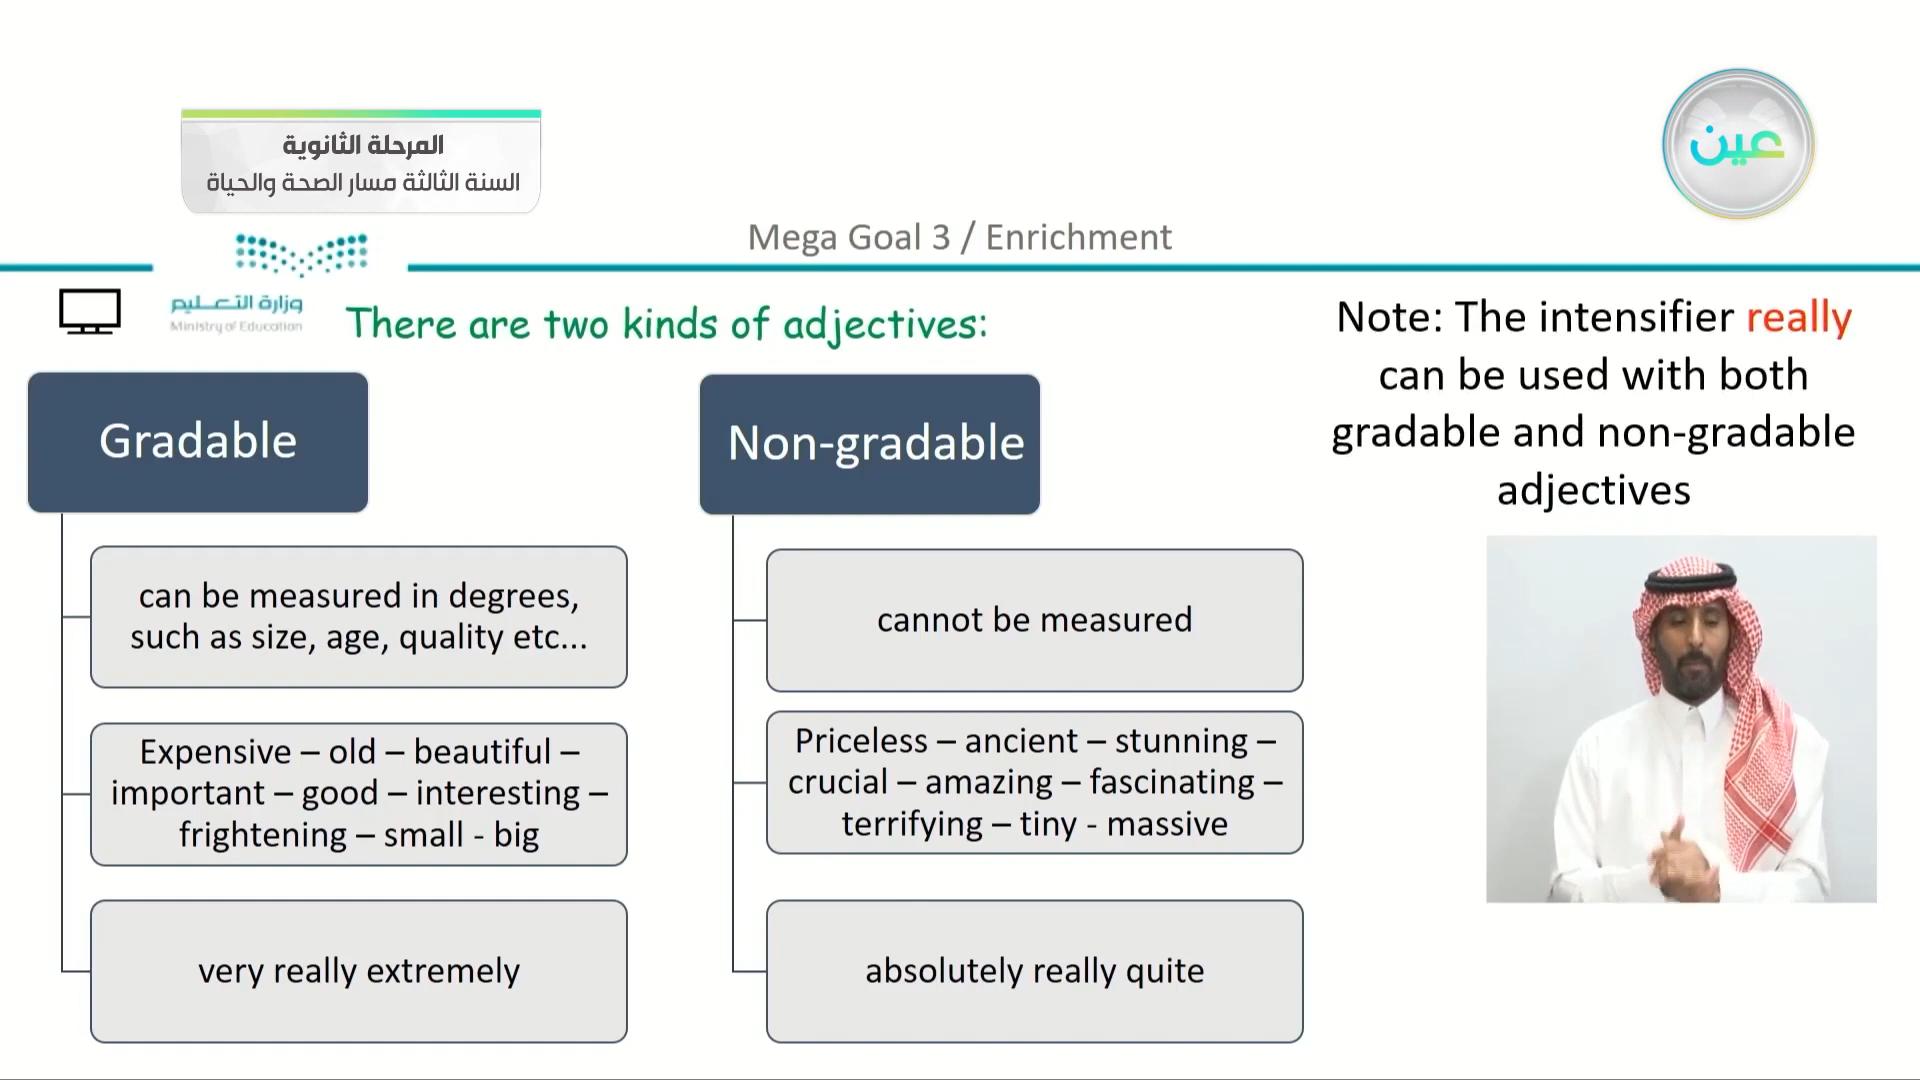 المرحلة الثانوية
السنة الثالثة مسار الصحة والحياة
عين
Mega Goal 3 / Enrichment
وزارة التعليم
Ministry of Education
There are two kinds of adjectives:
Note: The intensifier really
can be used with both
gradable and non-gradable
adjectives
Gradable
can be measured in degrees,
such as size, age, quality etc...
Expensive – old – beautiful –
important – good – interesting –
frightening – small - big
very really extremely
Non-gradable
cannot be measured
Priceless – ancient – stunning –
crucial – amazing – fascinating –
terrifying – tiny - massive
absolutely really quite